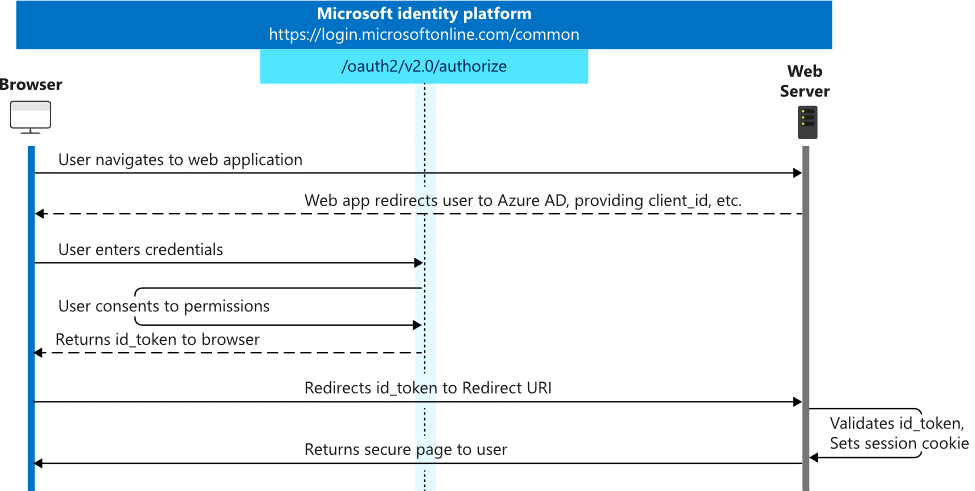 Microsoft identity platform
https://login.microsoftonline.com/common
/oauth2/v2.0/authorize
Browser
Web
Server
User navigates to web application
Web app redirects user to Azure AD, providing client_id, etc.
User enters credentials
User consents to permissions
Returns id_token to browser
Redirects id_token to Redirect URI
Validates id_token,
Sets session cookie
Returns secure page to user